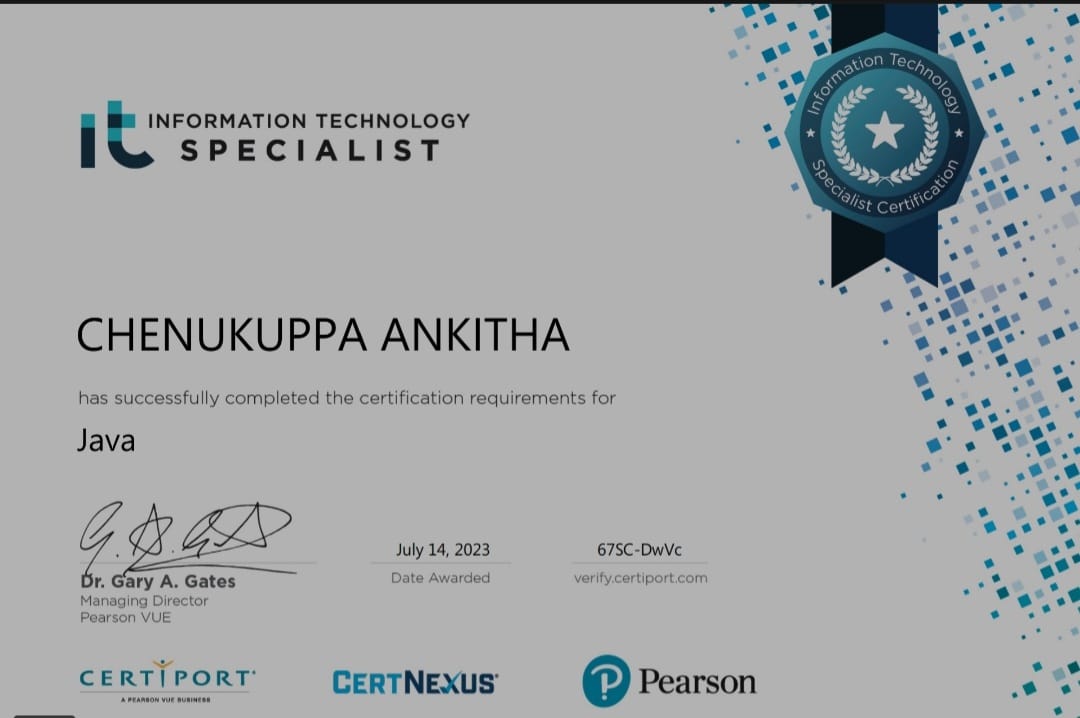 it INFORMATION TECHNOLOGY
SPECIALIST
Information Technology
Specialist Certification
CHENUKUPPA ANKITHA
has successfully completed the certification requirements for
Java
G. A. Gates
Dr. Gary A. Gates
Managing Director
Pearson VUE
July 14, 2023
Date Awarded
67SC-DwVc
verify.certiport.com
CERTIPORT
A PEARSON VUE BUSINESS
CERTNEXUS
P Pearson